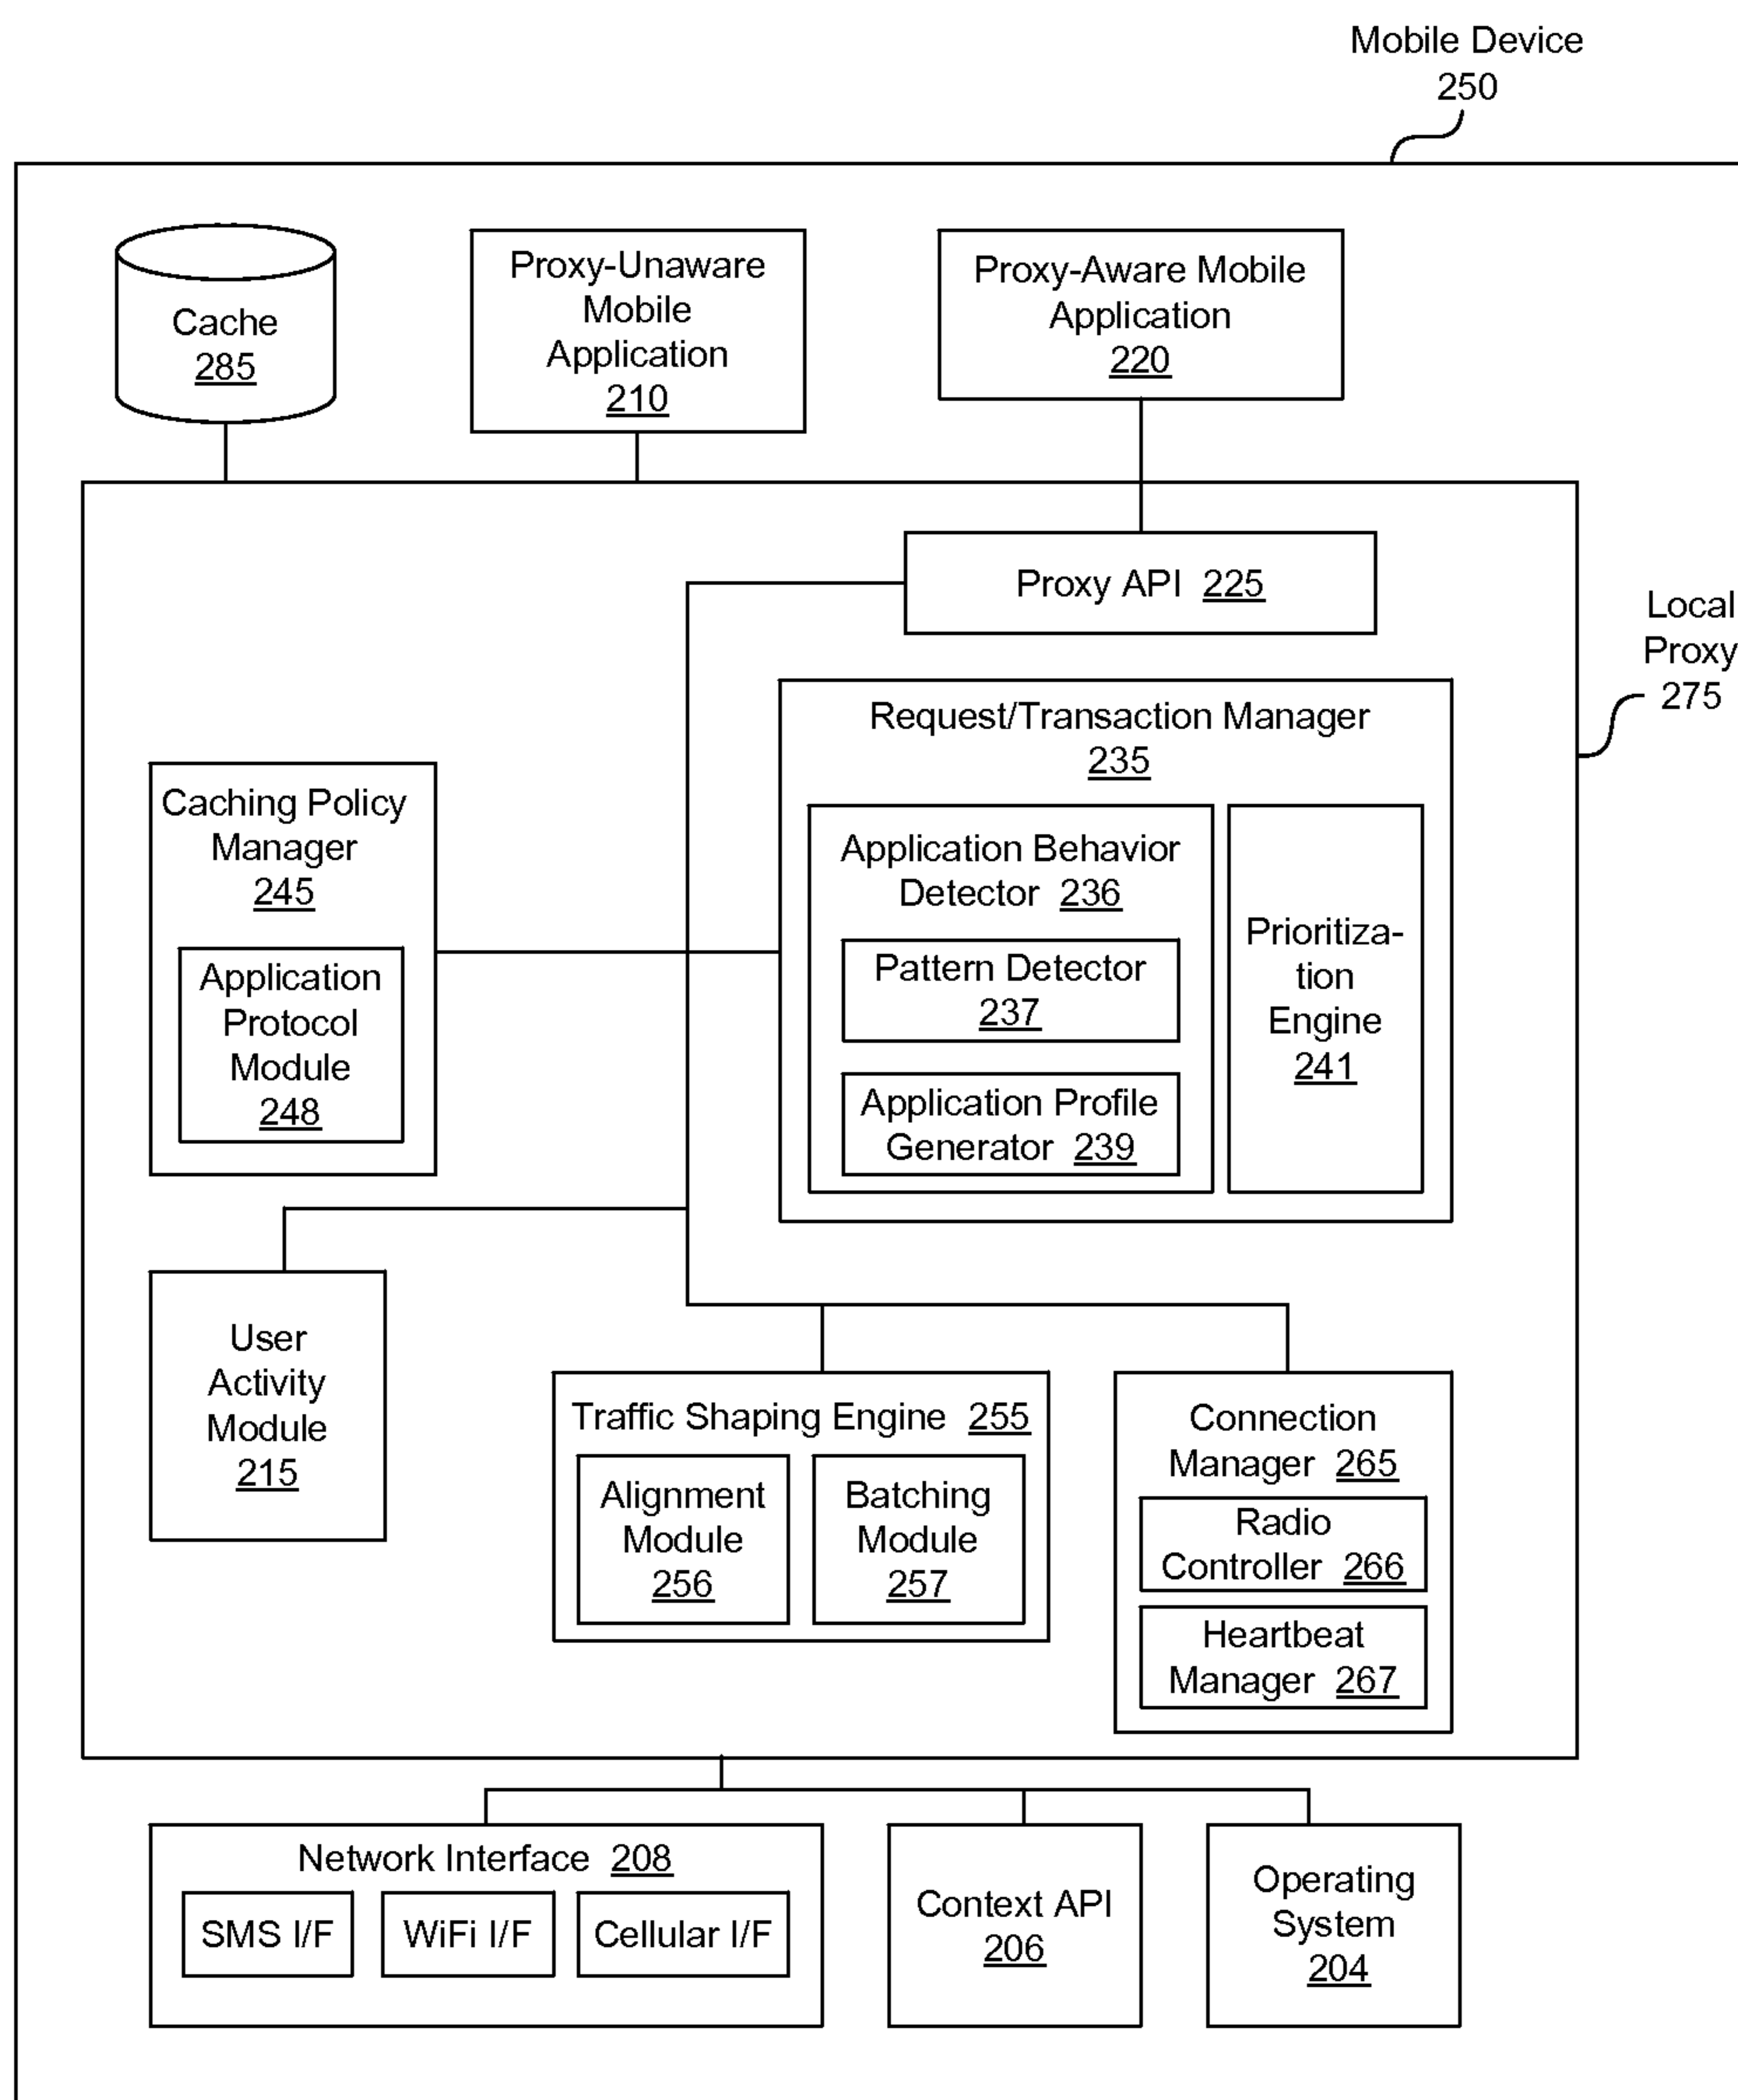 Mobile Device
250
Cache
285
Proxy-Unaware
Mobile
Application
210
Proxy-Aware Mobile
Application
220
Proxy API 225
Local
Proxy
275
Request/Transaction Manager
235
Caching Policy
Manager
245
Application
Protocol
Module
248
Application Behavior
Detector 236
Pattern Detector
237
Application Profile
Generator 239
Prioritiza-
tion
Engine
241
User
Activity
Module
215
Traffic Shaping Engine 255
Alignment
Module
256
Batching
Module
257
Connection
Manager 265
Radio
Controller 266
Heartbeat
Manager 267
Network Interface 208
SMS I/F
WiFi I/F
Cellular I/F
Context API
206
Operating
System
204